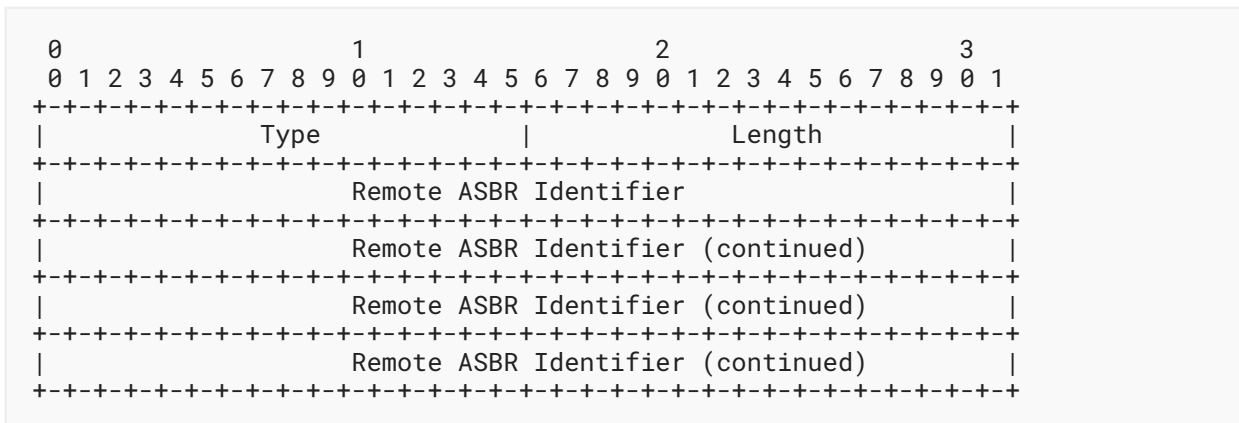 0                   1                   2                   3
 0 1 2 3 4 5 6 7 8 9 0 1 2 3 4 5 6 7 8 9 0 1 2 3 4 5 6 7 8 9 0 1
+-+-+-+-+-+-+-+-+-+-+-+-+-+-+-+-+-+-+-+-+-+-+-+-+-+-+-+-+-+-+-+-+
|              Type             |             Length            |
+-+-+-+-+-+-+-+-+-+-+-+-+-+-+-+-+-+-+-+-+-+-+-+-+-+-+-+-+-+-+-+-+
|                    Remote ASBR Identifier                     |
+-+-+-+-+-+-+-+-+-+-+-+-+-+-+-+-+-+-+-+-+-+-+-+-+-+-+-+-+-+-+-+-+
|                    Remote ASBR Identifier (continued)         |
+-+-+-+-+-+-+-+-+-+-+-+-+-+-+-+-+-+-+-+-+-+-+-+-+-+-+-+-+-+-+-+-+
|                    Remote ASBR Identifier (continued)         |
+-+-+-+-+-+-+-+-+-+-+-+-+-+-+-+-+-+-+-+-+-+-+-+-+-+-+-+-+-+-+-+-+
|                    Remote ASBR Identifier (continued)         |
+-+-+-+-+-+-+-+-+-+-+-+-+-+-+-+-+-+-+-+-+-+-+-+-+-+-+-+-+-+-+-+-+